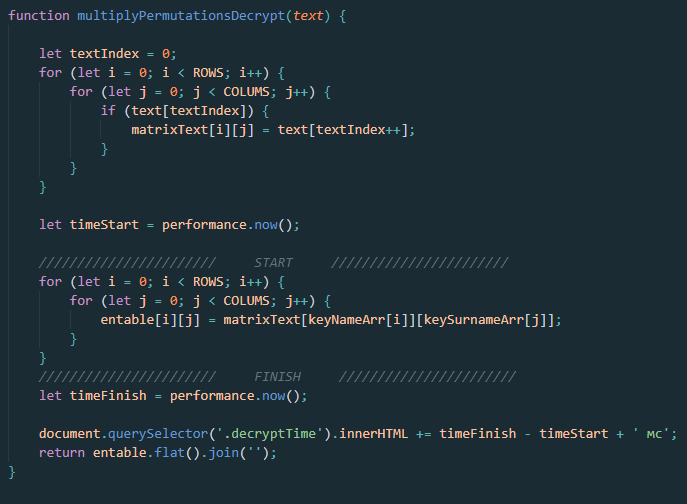 function multiplyPermutationsDecrypt(text) {
let textIndex = 0;
for (let i = 0; i < ROWS; i++) {
for (let j = 0; j < COLUMS; j++) {
if (text[textIndex]) {
matrixText[i][j] = text[textIndex++];
}
}
}
let timeStart = performance.now();
/////////////////////// START ///////////////////////
for (let i = 0; i < ROWS; i++) {
for (let j = 0; j < COLUMS; j++) {
entable[i][j] = matrixText[keyNameArr[i]][keySurnameArr[j]];
}
}
/////////////////////// FINISH ///////////////////////
let timeFinish = performance.now();
document.querySelector('.decryptTime').innerHTML += timeFinish - timeStart + ' мс';
return entable.flat().join('');
}